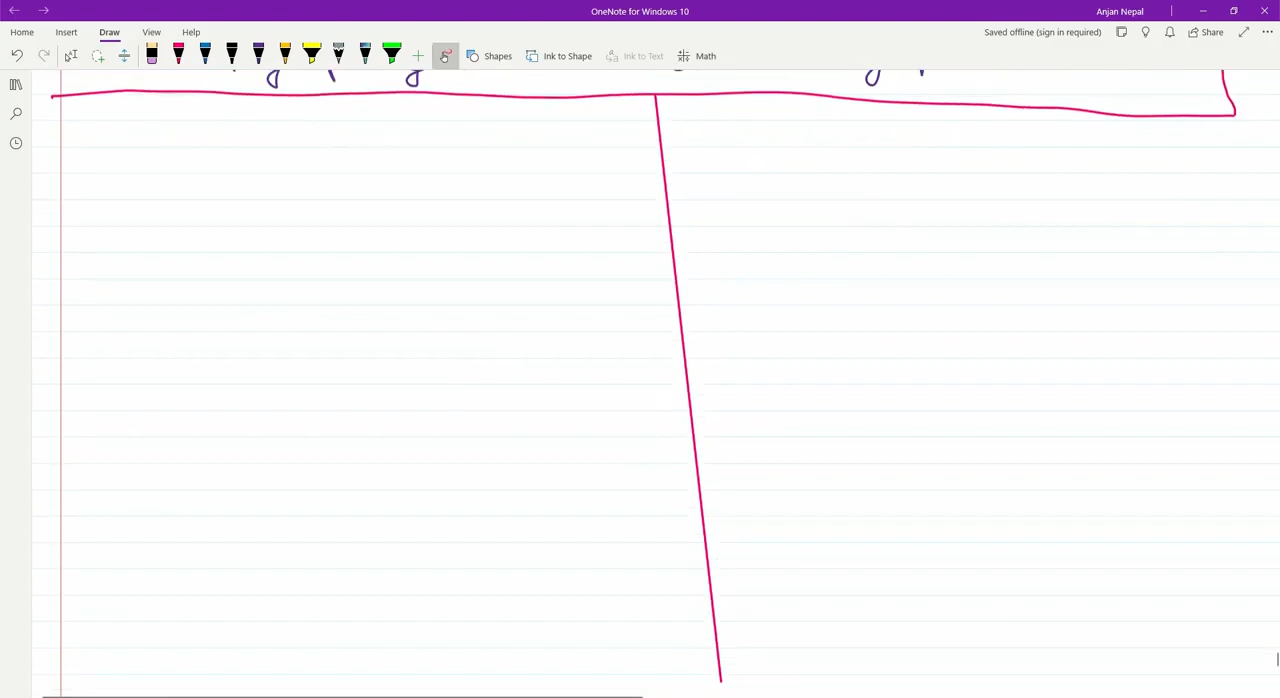 OneNote for Windows 10
Anjan Nepal
Home Insert Draw View Help
Saved offline (sign in required)
Share
Shapes
Ink to Shape
Ink to Text
Math